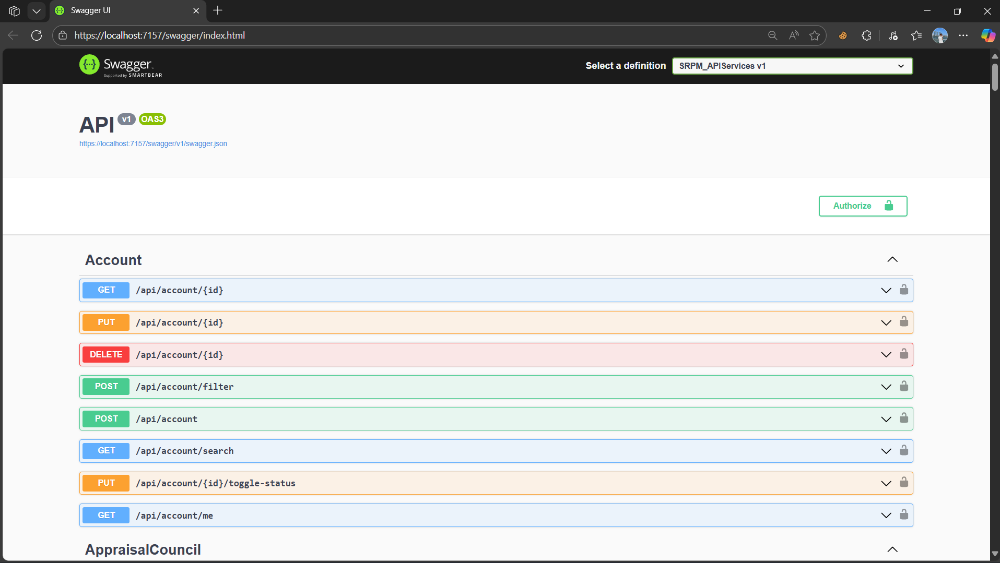 Swagger UI
https://localhost:7157/swagger/index.html
Swagger
Supported by SMARTBEAR
Select a definition
SRPM_APIServices v1
API v1 OAS3
https://localhost:7157/swagger/v1/swagger.json
Authorize
Account
GET /api/account/{id}
PUT /api/account/{id}
DELETE /api/account/{id}
POST /api/account/filter
POST /api/account
GET /api/account/search
PUT /api/account/{id}/toggle-status
GET /api/account/me
AppraisalCouncil